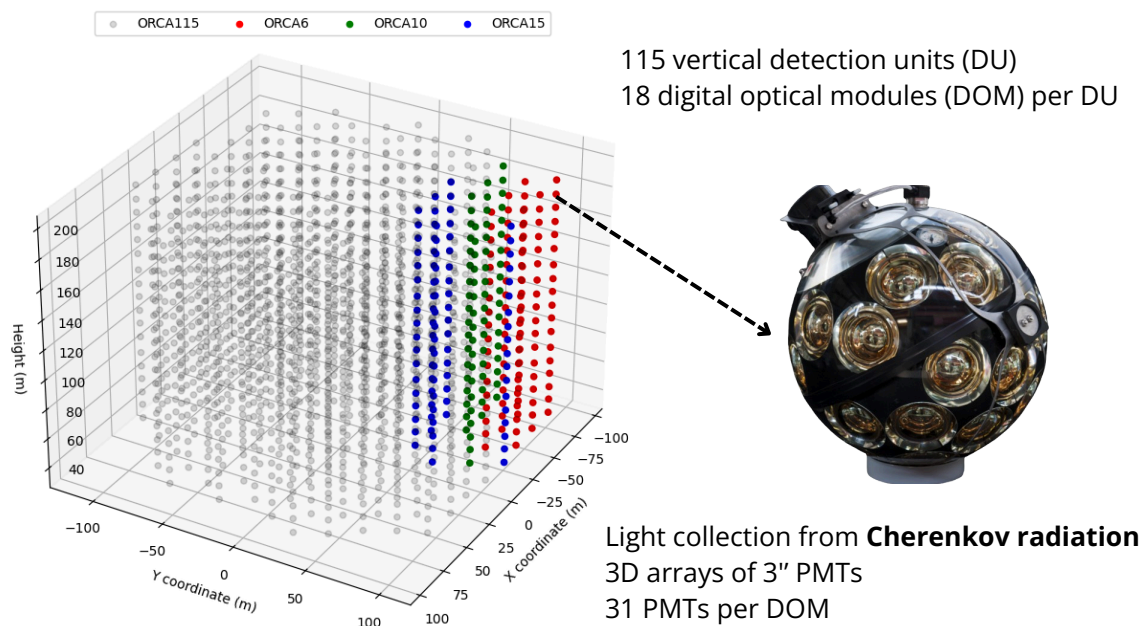 ORCA115 ORCA6 ORCA10 ORCA15
115 vertical detection units (DU)
18 digital optical modules (DOM) per DU
200
180
160
140
120
100
80
60
40
Height (m)
−100
−50
0
50
100
Y coordinate (m)
−100
−75
−50
−25
0
25
50
75
100
X coordinate (m)
Light collection from Cherenkov radiation
3D arrays of 3’’ PMTs
31 PMTs per DOM